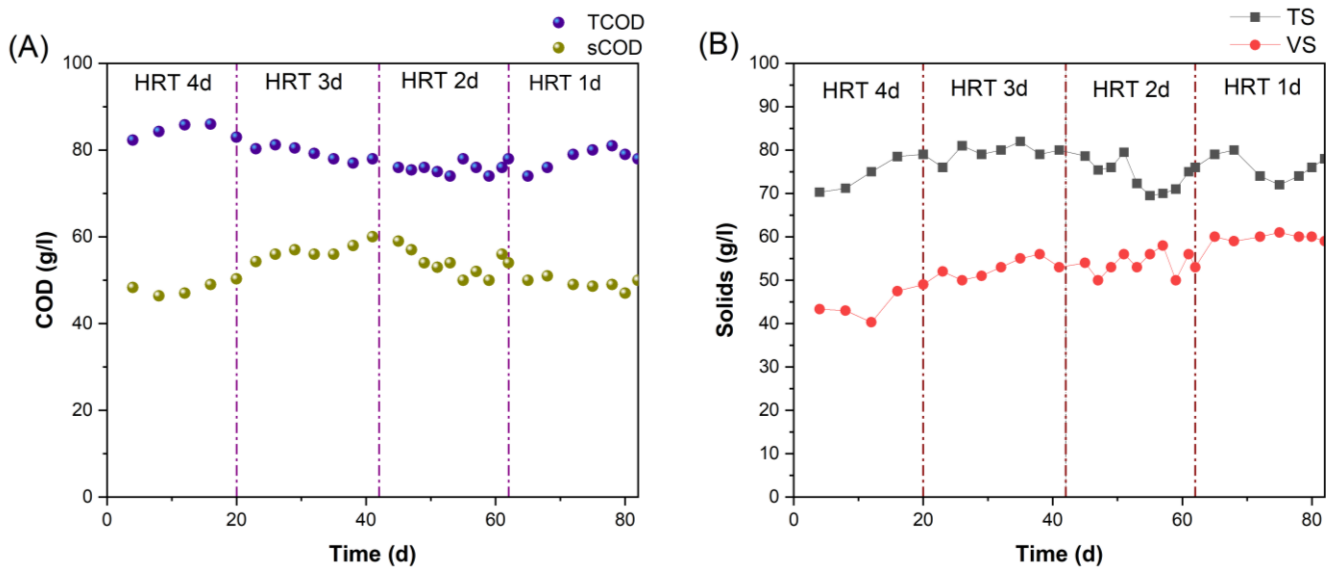 (A)
TCOD
sCOD
HRT 4d HRT 3d HRT 2d HRT 1d
100
80
60
40
20
0
COD (g/l)
0 20 40 60 80
Time (d)
(B)
TS
VS
HRT 4d HRT 3d HRT 2d HRT 1d
100
90
80
70
60
50
40
30
20
10
0
Solids (g/l)
0 20 40 60 80
Time (d)